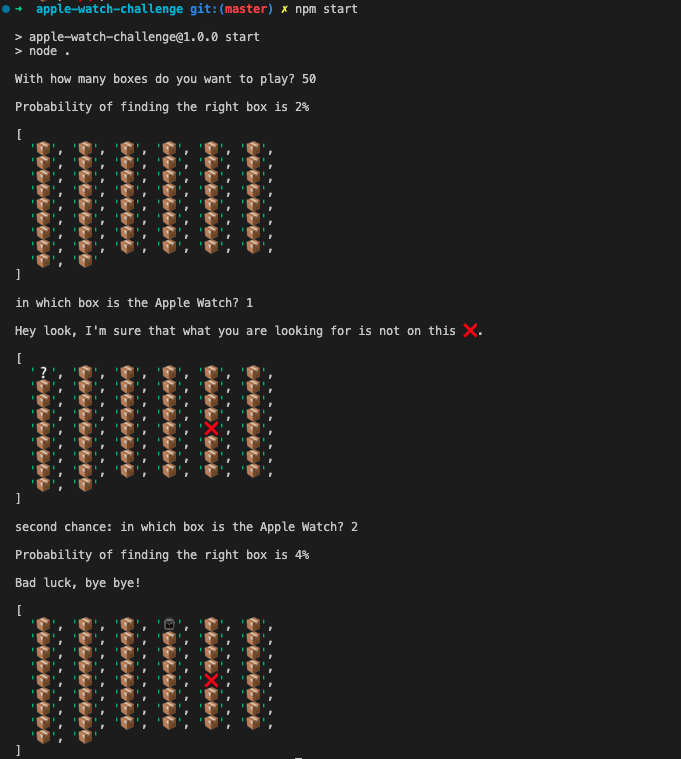 ➜ apple-watch-challenge git:(master) ✗ npm start
> apple-watch-challenge@1.0.0 start
> node .
With how many boxes do you want to play? 50
Probability of finding the right box is 2%
[
'📦', '📦', '📦', '📦', '📦', '📦',
'📦', '📦', '📦', '📦', '📦', '📦',
'📦', '📦', '📦', '📦', '📦', '📦',
'📦', '📦', '📦', '📦', '📦', '📦',
'📦', '📦', '📦', '📦', '📦', '📦',
'📦', '📦', '📦', '📦', '📦', '📦',
'📦', '📦', '📦', '📦', '📦', '📦',
'📦', '📦', '📦', '📦', '📦', '📦',
'📦', '📦'
]
in which box is the Apple Watch? 1
Hey look, I'm sure that what you are looking for is not on this ❌.
[
'❔', '📦', '📦', '📦', '📦', '📦',
'📦', '📦', '📦', '📦', '📦', '📦',
'📦', '📦', '📦', '📦', '📦', '📦',
'📦', '📦', '📦', '📦', '📦', '📦',
'📦', '📦', '📦', '📦', '❌', '📦',
'📦', '📦', '📦', '📦', '📦', '📦',
'📦', '📦', '📦', '📦', '📦', '📦',
'📦', '📦', '📦', '📦', '📦', '📦',
'📦', '📦'
]
second chance: in which box is the Apple Watch? 2
Probability of finding the right box is 4%
Bad luck, bye bye!
[
'📦', '📦', '📦', '⌚', '📦', '📦',
'📦', '📦', '📦', '📦', '📦', '📦',
'📦', '📦', '📦', '📦', '📦', '📦',
'📦', '📦', '📦', '📦', '📦', '📦',
'📦', '📦', '📦', '📦', '❌', '📦',
'📦', '📦', '📦', '📦', '📦', '📦',
'📦', '📦', '📦', '📦', '📦', '📦',
'📦', '📦', '📦', '📦', '📦', '📦',
'📦', '📦'
]